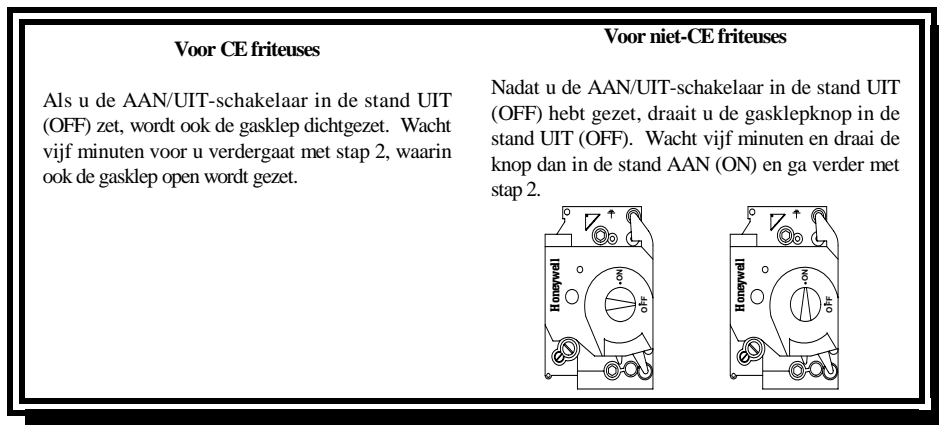 Voor CE friteuses
Als u de AAN/UIT-schakelaar in de stand UIT
(OFF) zet, wordt ook de gasklep dichtgezet. Wacht
vijf minuten voor u verdergaat met stap 2, waarin
ook de gasklep open wordt gezet.
Voor niet-CE friteuses
Nadat u de AAN/UIT-schakelaar in de stand UIT
(OFF) hebt gezet, draait u de gasklepknop in de
stand UIT (OFF). Wacht vijf minuten en draai de
knop dan in de stand AAN (ON) en ga verder met
stap 2.
Honeywell
ON
OFF
Honeywell
ON
OFF